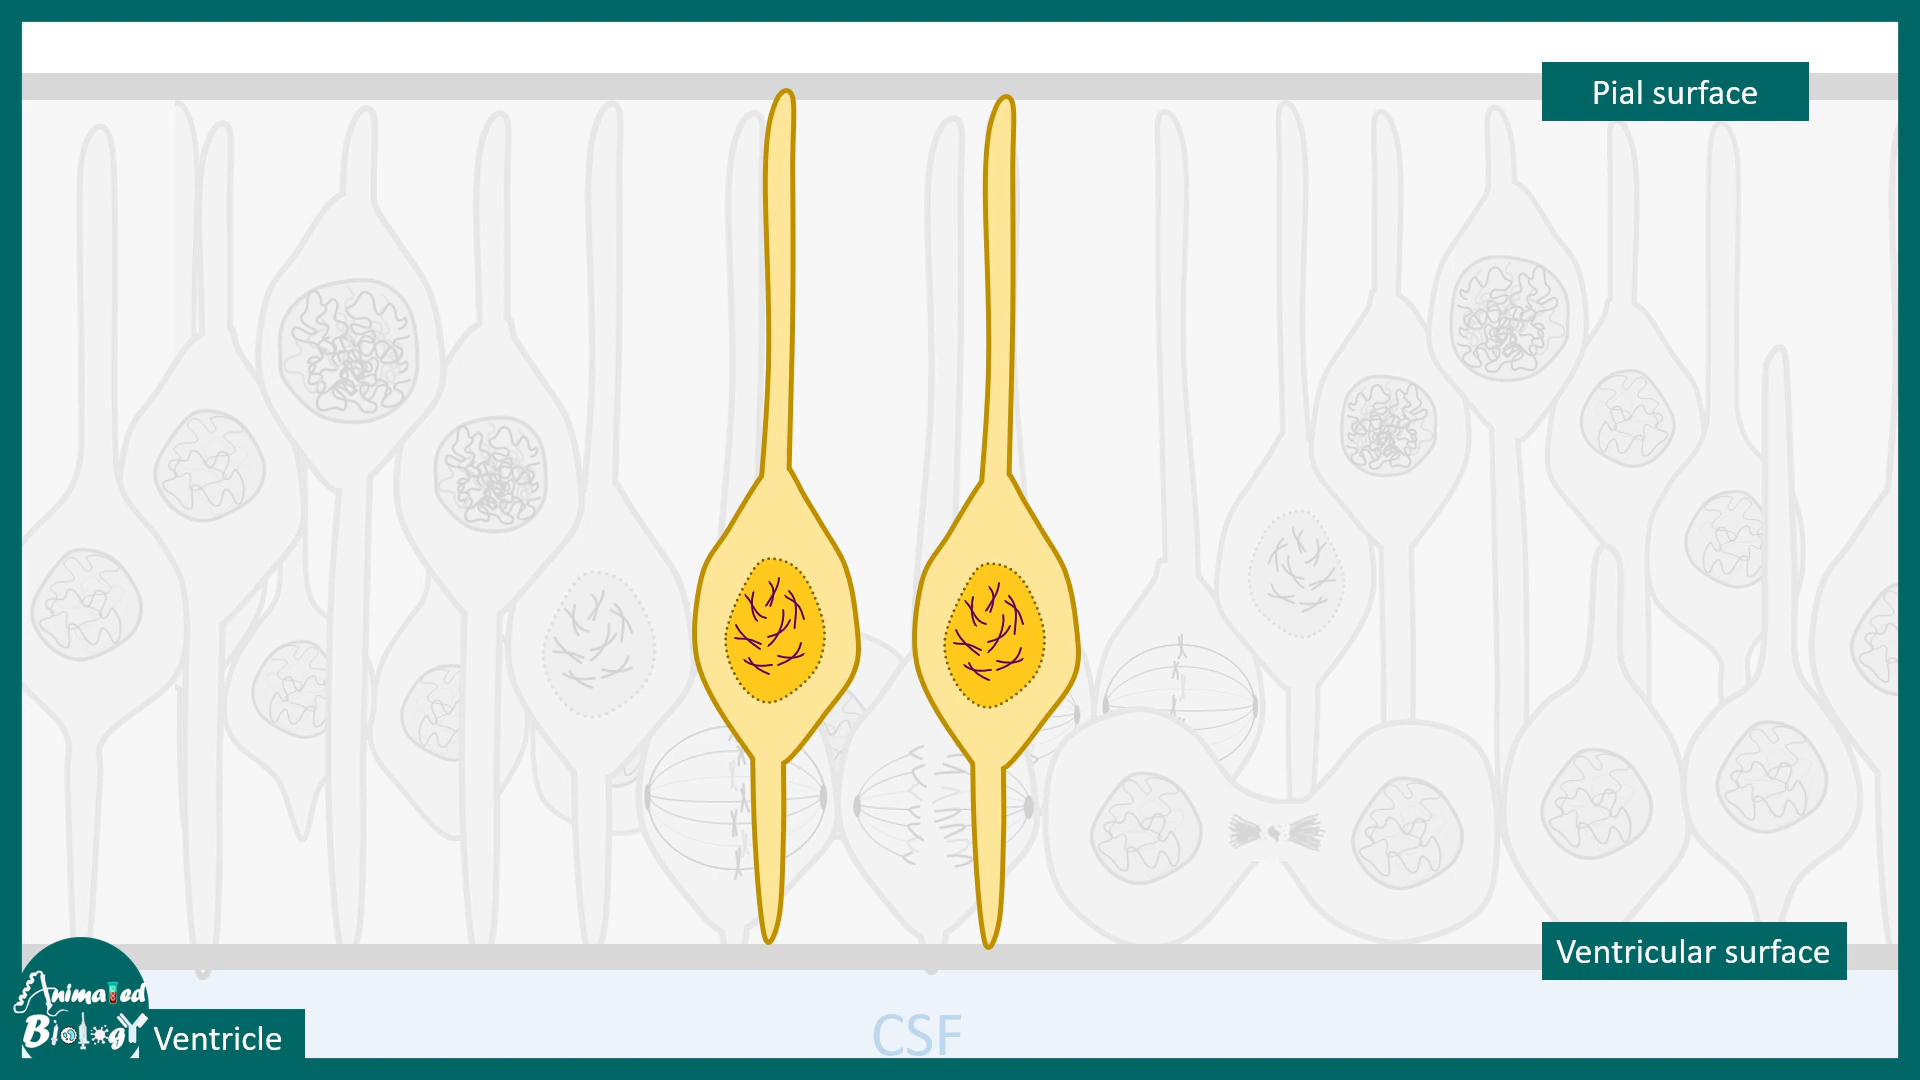 Pial surface
Ventricular surface
Animated
Biology
Ventricle
CSF